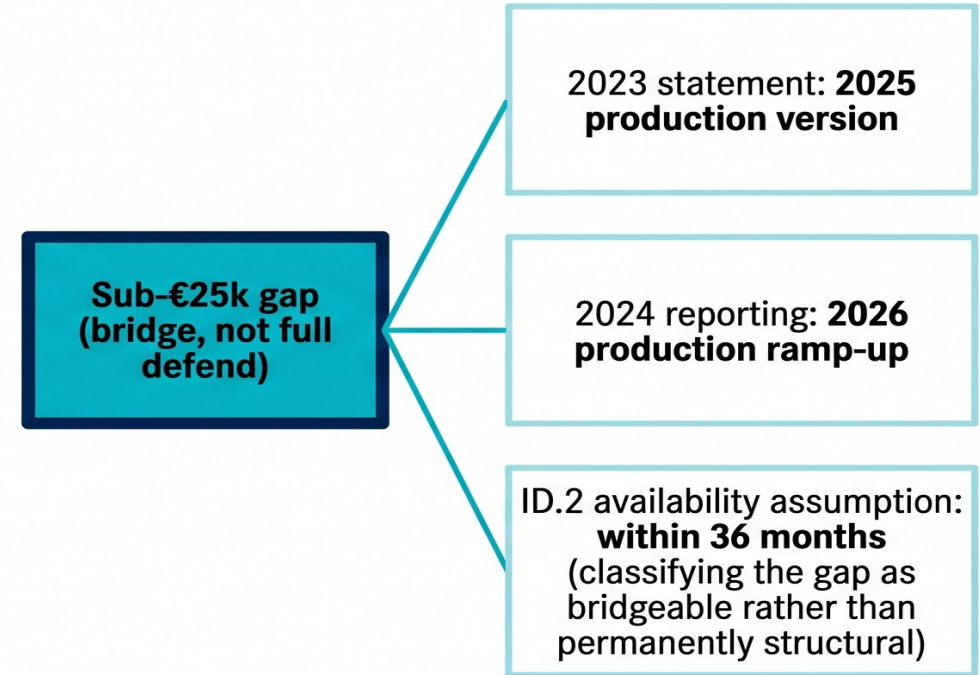 Sub-€25k gap
(bridge, not full
defend)
2023 statement: 2025
production version
2024 reporting: 2026
production ramp-up
ID.2 availability assumption:
within 36 months
(classifying the gap as
bridgeable rather than
permanently structural)